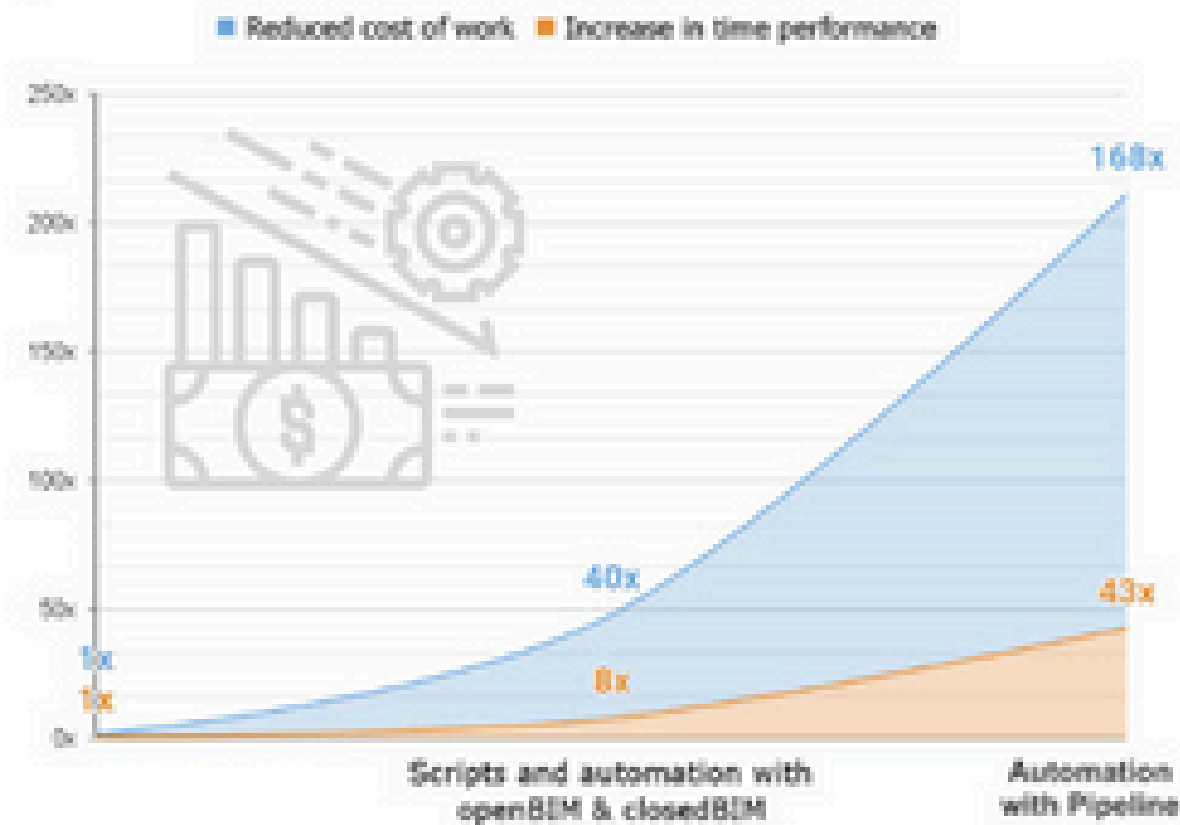 Reduced cost of work Increase in time performance
250x
168x
200x
150x
$
100x
40x
43x
50x
1x
8x
1x
0x
Scripts and automation with
openBIM & closedBIM
Automation
with Pipeline